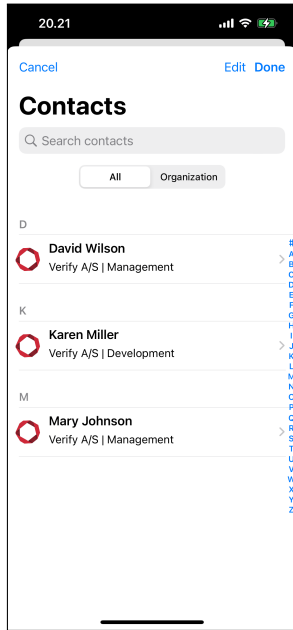 20.21
Cancel Edit Done
Contacts
Search contacts
All Organization
D
David Wilson
Verify A/S | Management
K
Karen Miller
Verify A/S | Development
M
Mary Johnson
Verify A/S | Management
#
A
B
C
D
E
F
G
H
I
J
K
L
M
N
O
P
Q
R
S
T
U
V
W
X
Y
Z